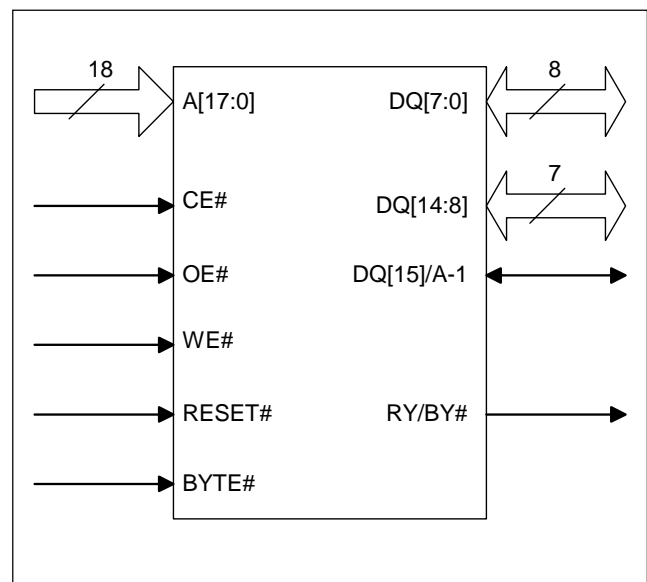 18
8
A[17:0]
DQ[7:0]
7
CE#
DQ[14:8]
OE#
DQ[15]/A-1
WE#
RESET#
RY/BY#
BYTE#